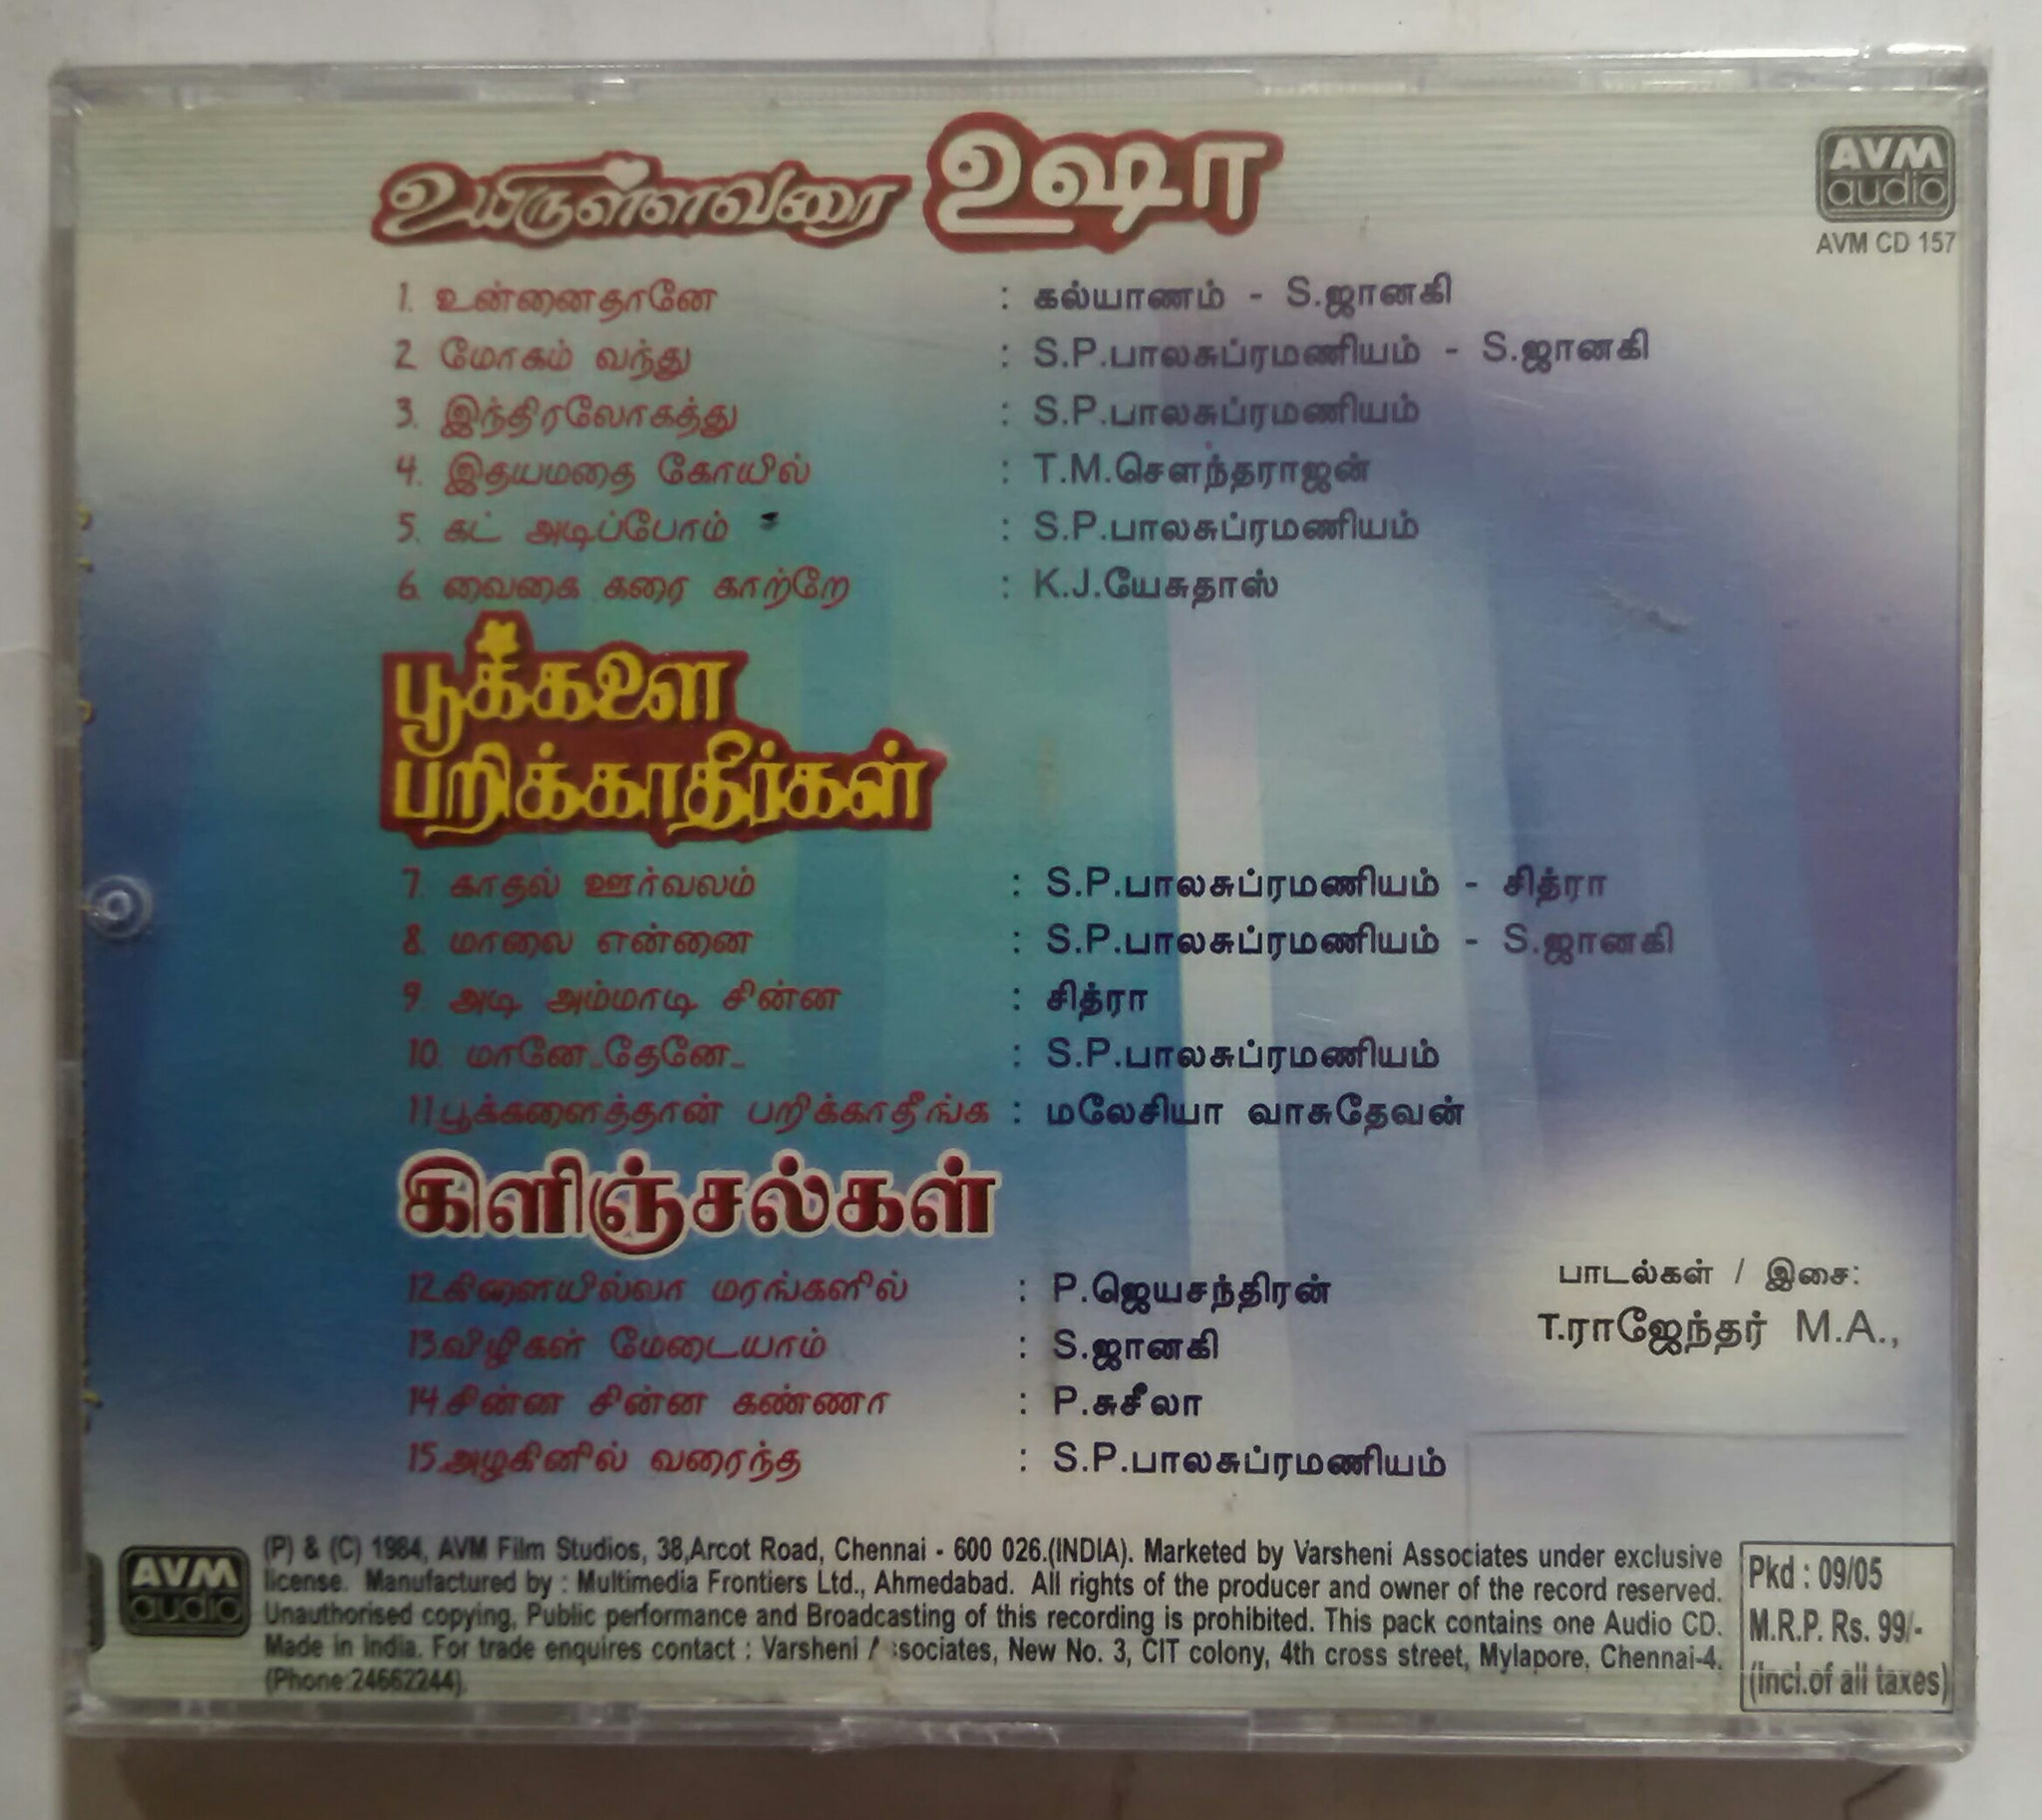 உயிருள்ளவரை உஷா
AVM
audio
AVM CD 157
1. உன்னைதானே : கல்யாணம் - S.ஜானகி
2. மோகம் வந்து : S.P.பாலசுப்ரமணியம் - S.ஜானகி
3. இந்திரலோகத்து : S.P.பாலசுப்ரமணியம்
4. இதயமதை கோயில் : T.M.சௌந்தராஜன்
5. கட் அடிப்போம் : S.P.பாலசுப்ரமணியம்
6. வைகை கரை காற்றே : K.J.யேசுதாஸ்
பூக்களை
பறிக்காதீர்கள்
7. காதல் ஊர்வலம் : S.P.பாலசுப்ரமணியம் - சித்ரா
8. மாலை என்னை : S.P.பாலசுப்ரமணியம் - S.ஜானகி
9. அடி அம்மாடி சின்ன : சித்ரா
10. மானே..தேனே.. : S.P.பாலசுப்ரமணியம்
11.பூக்களைத்தான் பறிக்காதீங்க : மலேசியா வாசுதேவன்
கிளிஞ்சல்கள்
12.கிளையில்லா மரங்களில் : P.ஜெயசந்திரன்
13.விழிகள் மேடையாம் : S.ஜானகி
14.சின்ன சின்ன கண்ணா : P.சுசீலா
15.அழகினில் வரைந்த : S.P.பாலசுப்ரமணியம்
பாடல்கள் / இசை:
T.ராஜேந்தர் M.A.,
AVM
audio
(P) & (C) 1984, AVM Film Studios, 38,Arcot Road, Chennai - 600 026.(INDIA). Marketed by Varsheni Associates under exclusive
license. Manufactured by : Multimedia Frontiers Ltd., Ahmedabad. All rights of the producer and owner of the record reserved.
Unauthorised copying, Public performance and Broadcasting of this recording is prohibited. This pack contains one Audio CD.
Made in India. For trade enquires contact : Varsheni Associates, New No. 3, CIT colony, 4th cross street, Mylapore, Chennai-4.
(Phone:24662244).
Pkd : 09/05
M.R.P. Rs. 99/-
(Incl.of all taxes)